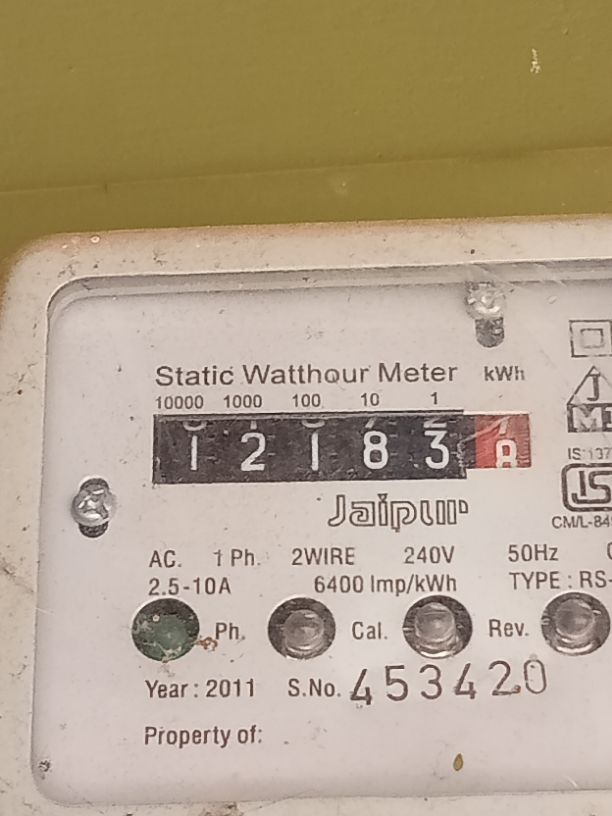 Static Watthour Meter kWh
10000 1000 100 10 1
1 2 1 8 3 8
Jaipur
AC. 1 Ph. 2WIRE 240V 50Hz
2.5-10A 6400 Imp/kWh TYPE : RS-
Ph. Cal. Rev.
Year : 2011 S.No. 453420
Property of: